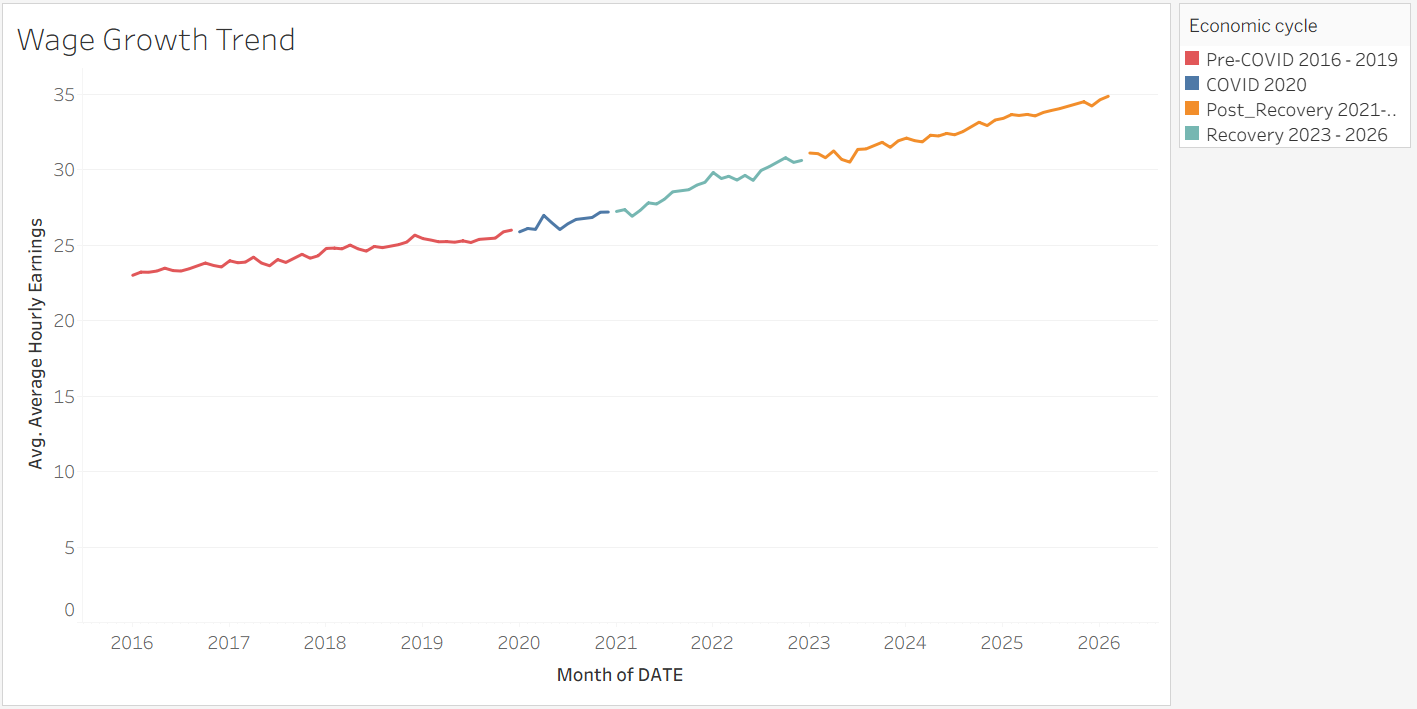 Wage Growth Trend
Economic cycle
Pre-COVID 2016 - 2019
COVID 2020
Post_Recovery 2021-..
Recovery 2023 - 2026
Avg. Average Hourly Earnings
35
30
25
20
15
10
5
0
2016 2017 2018 2019 2020 2021 2022 2023 2024 2025 2026
Month of DATE